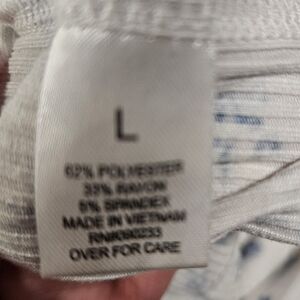 L
62% POLYESTER
33% RAYON
5% SPANDEX
MADE IN VIETNAM
RN#090233
OVER FOR CARE